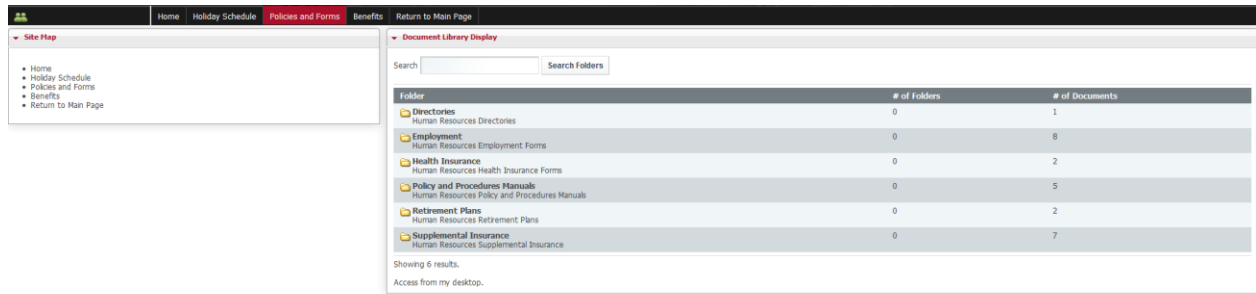 Home Holiday Schedule Policies and Forms Benefits Return to Main Page
Site Map
Home
Holiday Schedule
Policies and Forms
Benefits
Return to Main Page
Document Library Display
Search Search Folders
Folder # of Folders # of Documents
Directories 0 1
Human Resources Directories
Employment 0 8
Human Resources Employment Forms
Health Insurance 0 2
Human Resources Health Insurance Forms
Policy and Procedures Manuals 0 5
Human Resources Policy and Procedures Manuals
Retirement Plans 0 2
Human Resources Retirement Plans
Supplemental Insurance 0 7
Human Resources Supplemental Insurance
Showing 6 results.
Access from my desktop.